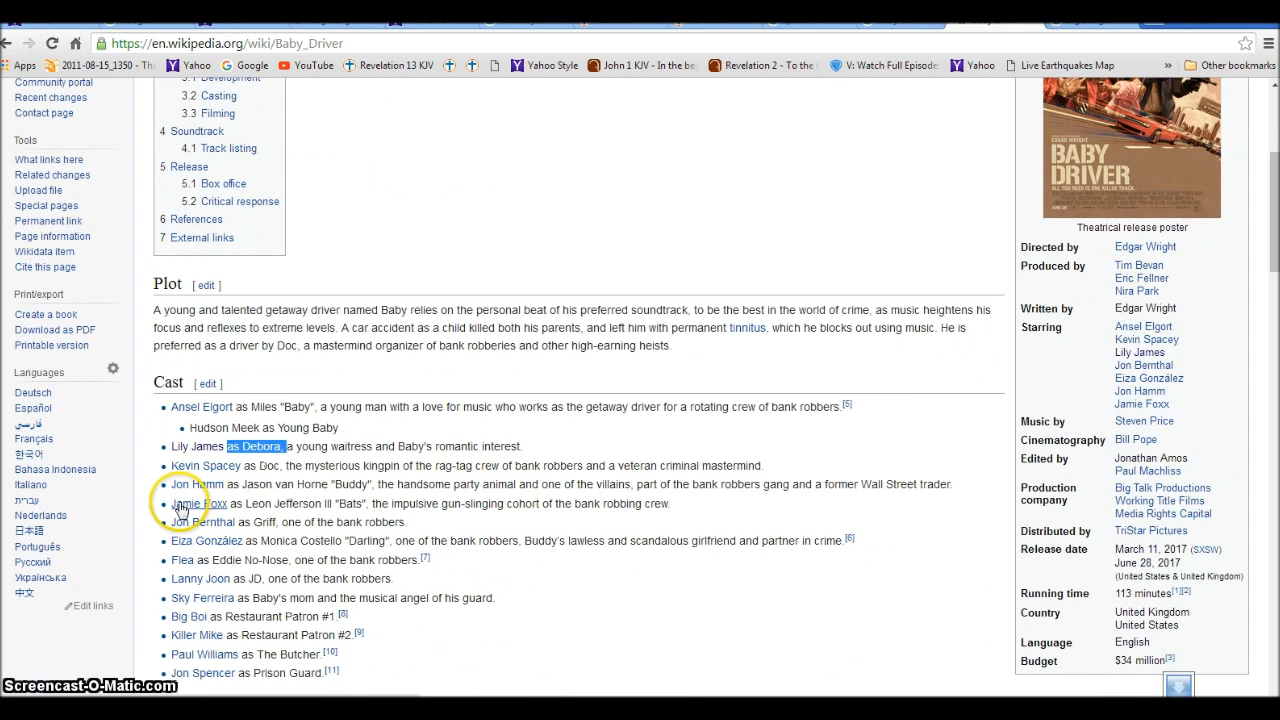 https://en.wikipedia.org/wiki/Baby_Driver
Apps 2011-08-15_1350 - Th Yahoo Google YouTube Revelation 13 KJV Yahoo Style John 1 KJV - In the be Revelation 2 - To the C V: Watch Full Episode: Yahoo Live Earthquakes Map » Other bookmarks
Community portal
Recent changes
Contact page
Tools
What links here
Related changes
Upload file
Special pages
Permanent link
Page information
Wikidata item
Cite this page
Print/export
Create a book
Download as PDF
Printable version
Languages
Deutsch
Español
فارسی
Français
한국어
Bahasa Indonesia
Italiano
עברית
Nederlands
日本語
Português
Русский
Українська
中文
Edit links
3.1 Development
3.2 Casting
3.3 Filming
4 Soundtrack
4.1 Track listing
5 Release
5.1 Box office
5.2 Critical response
6 References
7 External links
Plot [ edit ]
A young and talented getaway driver named Baby relies on the personal beat of his preferred soundtrack, to be the best in the world of crime, as music heightens his
focus and reflexes to extreme levels. A car accident as a child killed both his parents, and left him with permanent tinnitus, which he blocks out using music. He is
preferred as a driver by Doc, a mastermind organizer of bank robberies and other high-earning heists.
Cast [ edit ]
• Ansel Elgort as Miles "Baby", a young man with a love for music who works as the getaway driver for a rotating crew of bank robbers.[5]
• Hudson Meek as Young Baby
• Lily James as Debora, a young waitress and Baby's romantic interest.
• Kevin Spacey as Doc, the mysterious kingpin of the rag-tag crew of bank robbers and a veteran criminal mastermind.
• Jon Hamm as Jason van Horne "Buddy", the handsome party animal and one of the villains, part of the bank robbers gang and a former Wall Street trader.
• Jamie Foxx as Leon Jefferson III "Bats", the impulsive gun-slinging cohort of the bank robbing crew.
• Jon Bernthal as Griff, one of the bank robbers.
• Eiza González as Monica Costello "Darling", one of the bank robbers, Buddy's lawless and scandalous girlfriend and partner in crime.[6]
• Flea as Eddie No-Nose, one of the bank robbers.[7]
• Lanny Joon as JD, one of the bank robbers.
• Sky Ferreira as Baby's mom and the musical angel of his guard.
• Big Boi as Restaurant Patron #1.[8]
• Killer Mike as Restaurant Patron #2.[9]
• Paul Williams as The Butcher.[10]
• Jon Spencer as Prison Guard.[11]
EDGAR WRIGHT
BABY
DRIVER
ALL YOU NEED IS ONE KILLER TRACK.
JUNE 28
Theatrical release poster
Directed by Edgar Wright
Produced by Tim Bevan
Eric Fellner
Nira Park
Written by Edgar Wright
Starring Ansel Elgort
Kevin Spacey
Lily James
Jon Bernthal
Eiza González
Jon Hamm
Jamie Foxx
Music by Steven Price
Cinematography Bill Pope
Edited by Jonathan Amos
Paul Machliss
Production company Big Talk Productions
Working Title Films
Media Rights Capital
Distributed by TriStar Pictures
Release date March 11, 2017 (SXSW)
June 28, 2017
(United States & United Kingdom)
Running time 113 minutes[1][2]
Country United Kingdom
United States
Language English
Budget $34 million[3]
Screencast-O-Matic.com